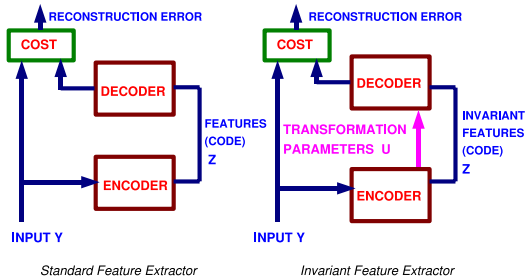 RECONSTRUCTION ERROR
COST
DECODER
FEATURES
(CODE)
Z
ENCODER
INPUT Y
Standard Feature Extractor
RECONSTRUCTION ERROR
COST
DECODER
TRANSFORMATION
PARAMETERS U
INVARIANT
FEATURES
(CODE)
Z
ENCODER
INPUT Y
Invariant Feature Extractor